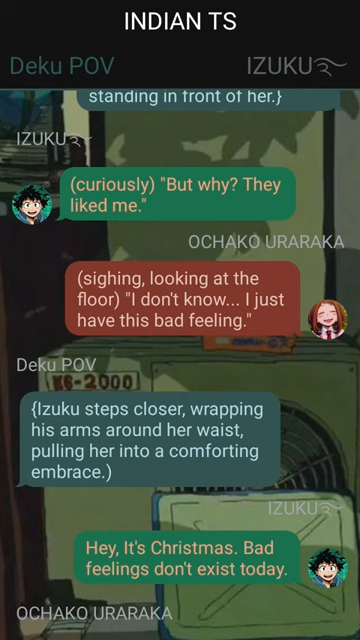 INDIAN TS
Deku POV
IZUKU࿐
standing in front of her.}
IZUKU࿐
(curiously) "But why? They
liked me."
OCHAKO URARAKA
(sighing, looking at the
floor) "I don't know... I just
have this bad feeling."
Deku POV
K6-2000
{Izuku steps closer, wrapping
his arms around her waist,
pulling her into a comforting
embrace.)
IZUKU࿐
Hey, It's Christmas. Bad
feelings don't exist today.
OCHAKO URARAKA